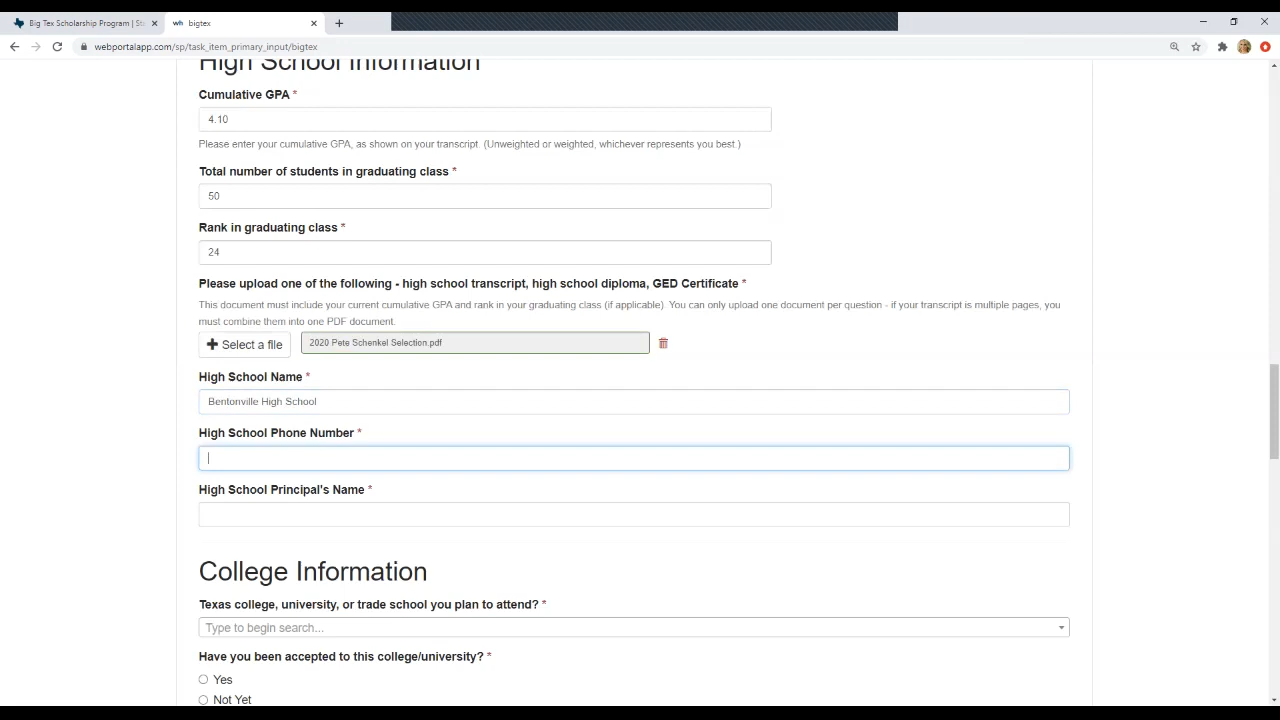 Big Tex Scholarship Program | Sta
wh bigtex
webportalapp.com/sp/task_item_primary_input/bigtex
High School Information
Cumulative GPA *
4.10
Please enter your cumulative GPA, as shown on your transcript. (Unweighted or weighted, whichever represents you best.)
Total number of students in graduating class *
50
Rank in graduating class *
24
Please upload one of the following - high school transcript, high school diploma, GED Certificate *
This document must include your current cumulative GPA and rank in your graduating class (if applicable). You can only upload one document per question - if your transcript is multiple pages, you
must combine them into one PDF document.
Select a file
2020 Pete Schenkel Selection.pdf
High School Name *
Bentonville High School
High School Phone Number *
High School Principal's Name *
College Information
Texas college, university, or trade school you plan to attend? *
Type to begin search...
Have you been accepted to this college/university? *
Yes
Not Yet